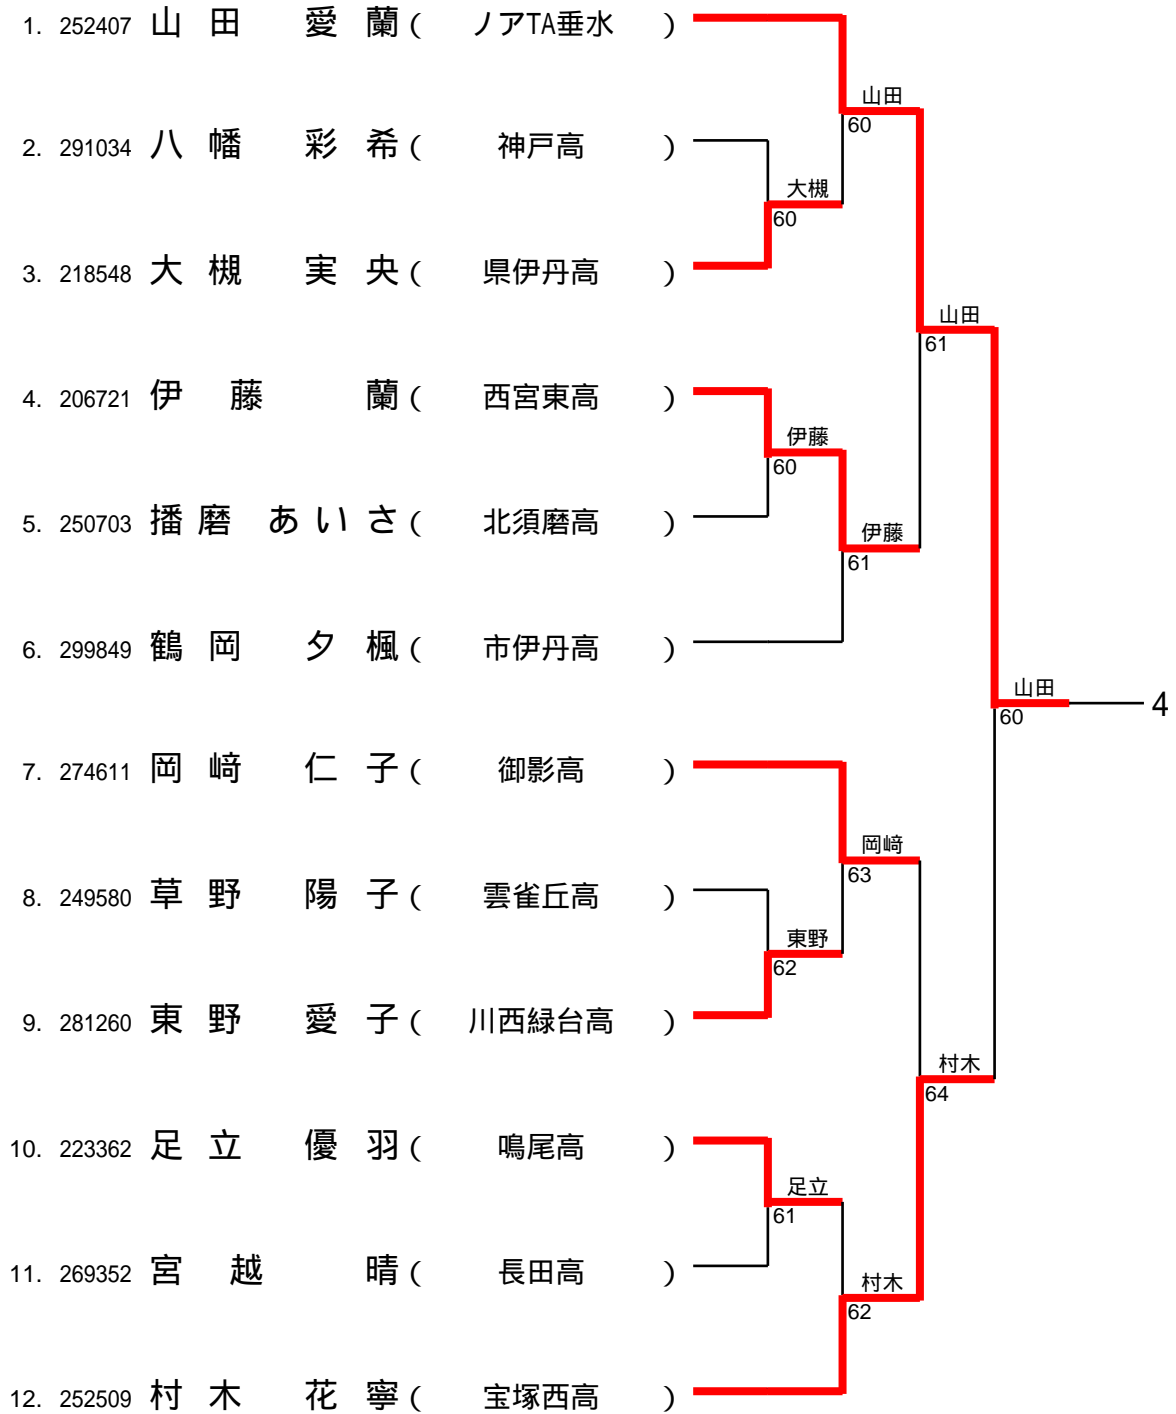 1. 252407 山田 愛蘭 ( ノアTA垂水 )
山田
60
2. 291034 八幡 彩希 ( 神戸高 )
大槻
60
3. 218548 大槻 実央 ( 県伊丹高 )
山田
61
4. 206721 伊藤 蘭 ( 西宮東高 )
伊藤
60
5. 250703 播磨 あいさ ( 北須磨高 )
伊藤
61
6. 299849 鶴岡 夕楓 ( 市伊丹高 )
山田
60
4
7. 274611 岡﨑 仁子 ( 御影高 )
岡﨑
63
8. 249580 草野 陽子 ( 雲雀丘高 )
東野
62
9. 281260 東野 愛子 ( 川西緑台高 )
村木
64
10. 223362 足立 優羽 ( 鳴尾高 )
足立
61
11. 269352 宮越 晴 ( 長田高 )
村木
62
12. 252509 村木 花寧 ( 宝塚西高 )